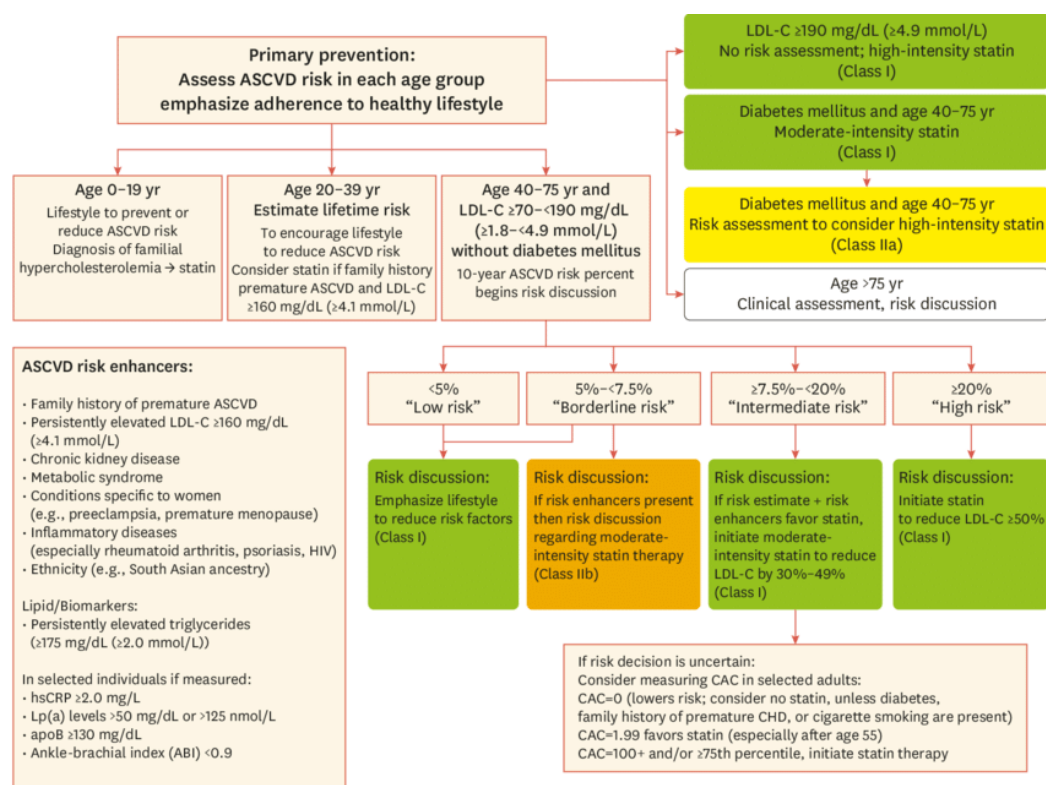 Primary prevention:
Assess ASCVD risk in each age group
emphasize adherence to healthy lifestyle
LDL-C ≥190 mg/dL (≥4.9 mmol/L)
No risk assessment; high-intensity statin
(Class I)
Diabetes mellitus and age 40–75 yr
Moderate-intensity statin
(Class I)
Diabetes mellitus and age 40–75 yr
Risk assessment to consider high-intensity statin
(Class IIa)
Age >75 yr
Clinical assessment, risk discussion
Age 0–19 yr
Lifestyle to prevent or
reduce ASCVD risk
Diagnosis of familial
hypercholesterolemia → statin
Age 20–39 yr
Estimate lifetime risk
To encourage lifestyle
to reduce ASCVD risk
Consider statin if family history
premature ASCVD and LDL-C
≥160 mg/dL (≥4.1 mmol/L)
Age 40–75 yr and
LDL-C ≥70–<190 mg/dL
(≥1.8–<4.9 mmol/L)
without diabetes mellitus
10-year ASCVD risk percent
begins risk discussion
<5%
“Low risk”
5%–<7.5%
“Borderline risk”
≥7.5%–<20%
“Intermediate risk”
≥20%
“High risk”
Risk discussion:
Emphasize lifestyle
to reduce risk factors
(Class I)
Risk discussion:
If risk enhancers present
then risk discussion
regarding moderate-
intensity statin therapy
(Class IIb)
Risk discussion:
If risk estimate + risk
enhancers favor statin,
initiate moderate-
intensity statin to reduce
LDL-C by 30%–49%
(Class I)
Risk discussion:
Initiate statin
to reduce LDL-C ≥50%
(Class I)
If risk decision is uncertain:
Consider measuring CAC in selected adults:
CAC=0 (lowers risk; consider no statin, unless diabetes,
family history of premature CHD, or cigarette smoking are present)
CAC=1.99 favors statin (especially after age 55)
CAC=100+ and/or ≥75th percentile, initiate statin therapy
ASCVD risk enhancers:
· Family history of premature ASCVD
· Persistently elevated LDL-C ≥160 mg/dL
(≥4.1 mmol/L)
· Chronic kidney disease
· Metabolic syndrome
· Conditions specific to women
(e.g., preeclampsia, premature menopause)
· Inflammatory diseases
(especially rheumatoid arthritis, psoriasis, HIV)
· Ethnicity (e.g., South Asian ancestry)
Lipid/Biomarkers:
· Persistently elevated triglycerides
(≥175 mg/dL (≥2.0 mmol/L))
In selected individuals if measured:
· hsCRP ≥2.0 mg/L
· Lp(a) levels >50 mg/dL or >125 nmol/L
· apoB ≥130 mg/dL
· Ankle-brachial index (ABI) <0.9